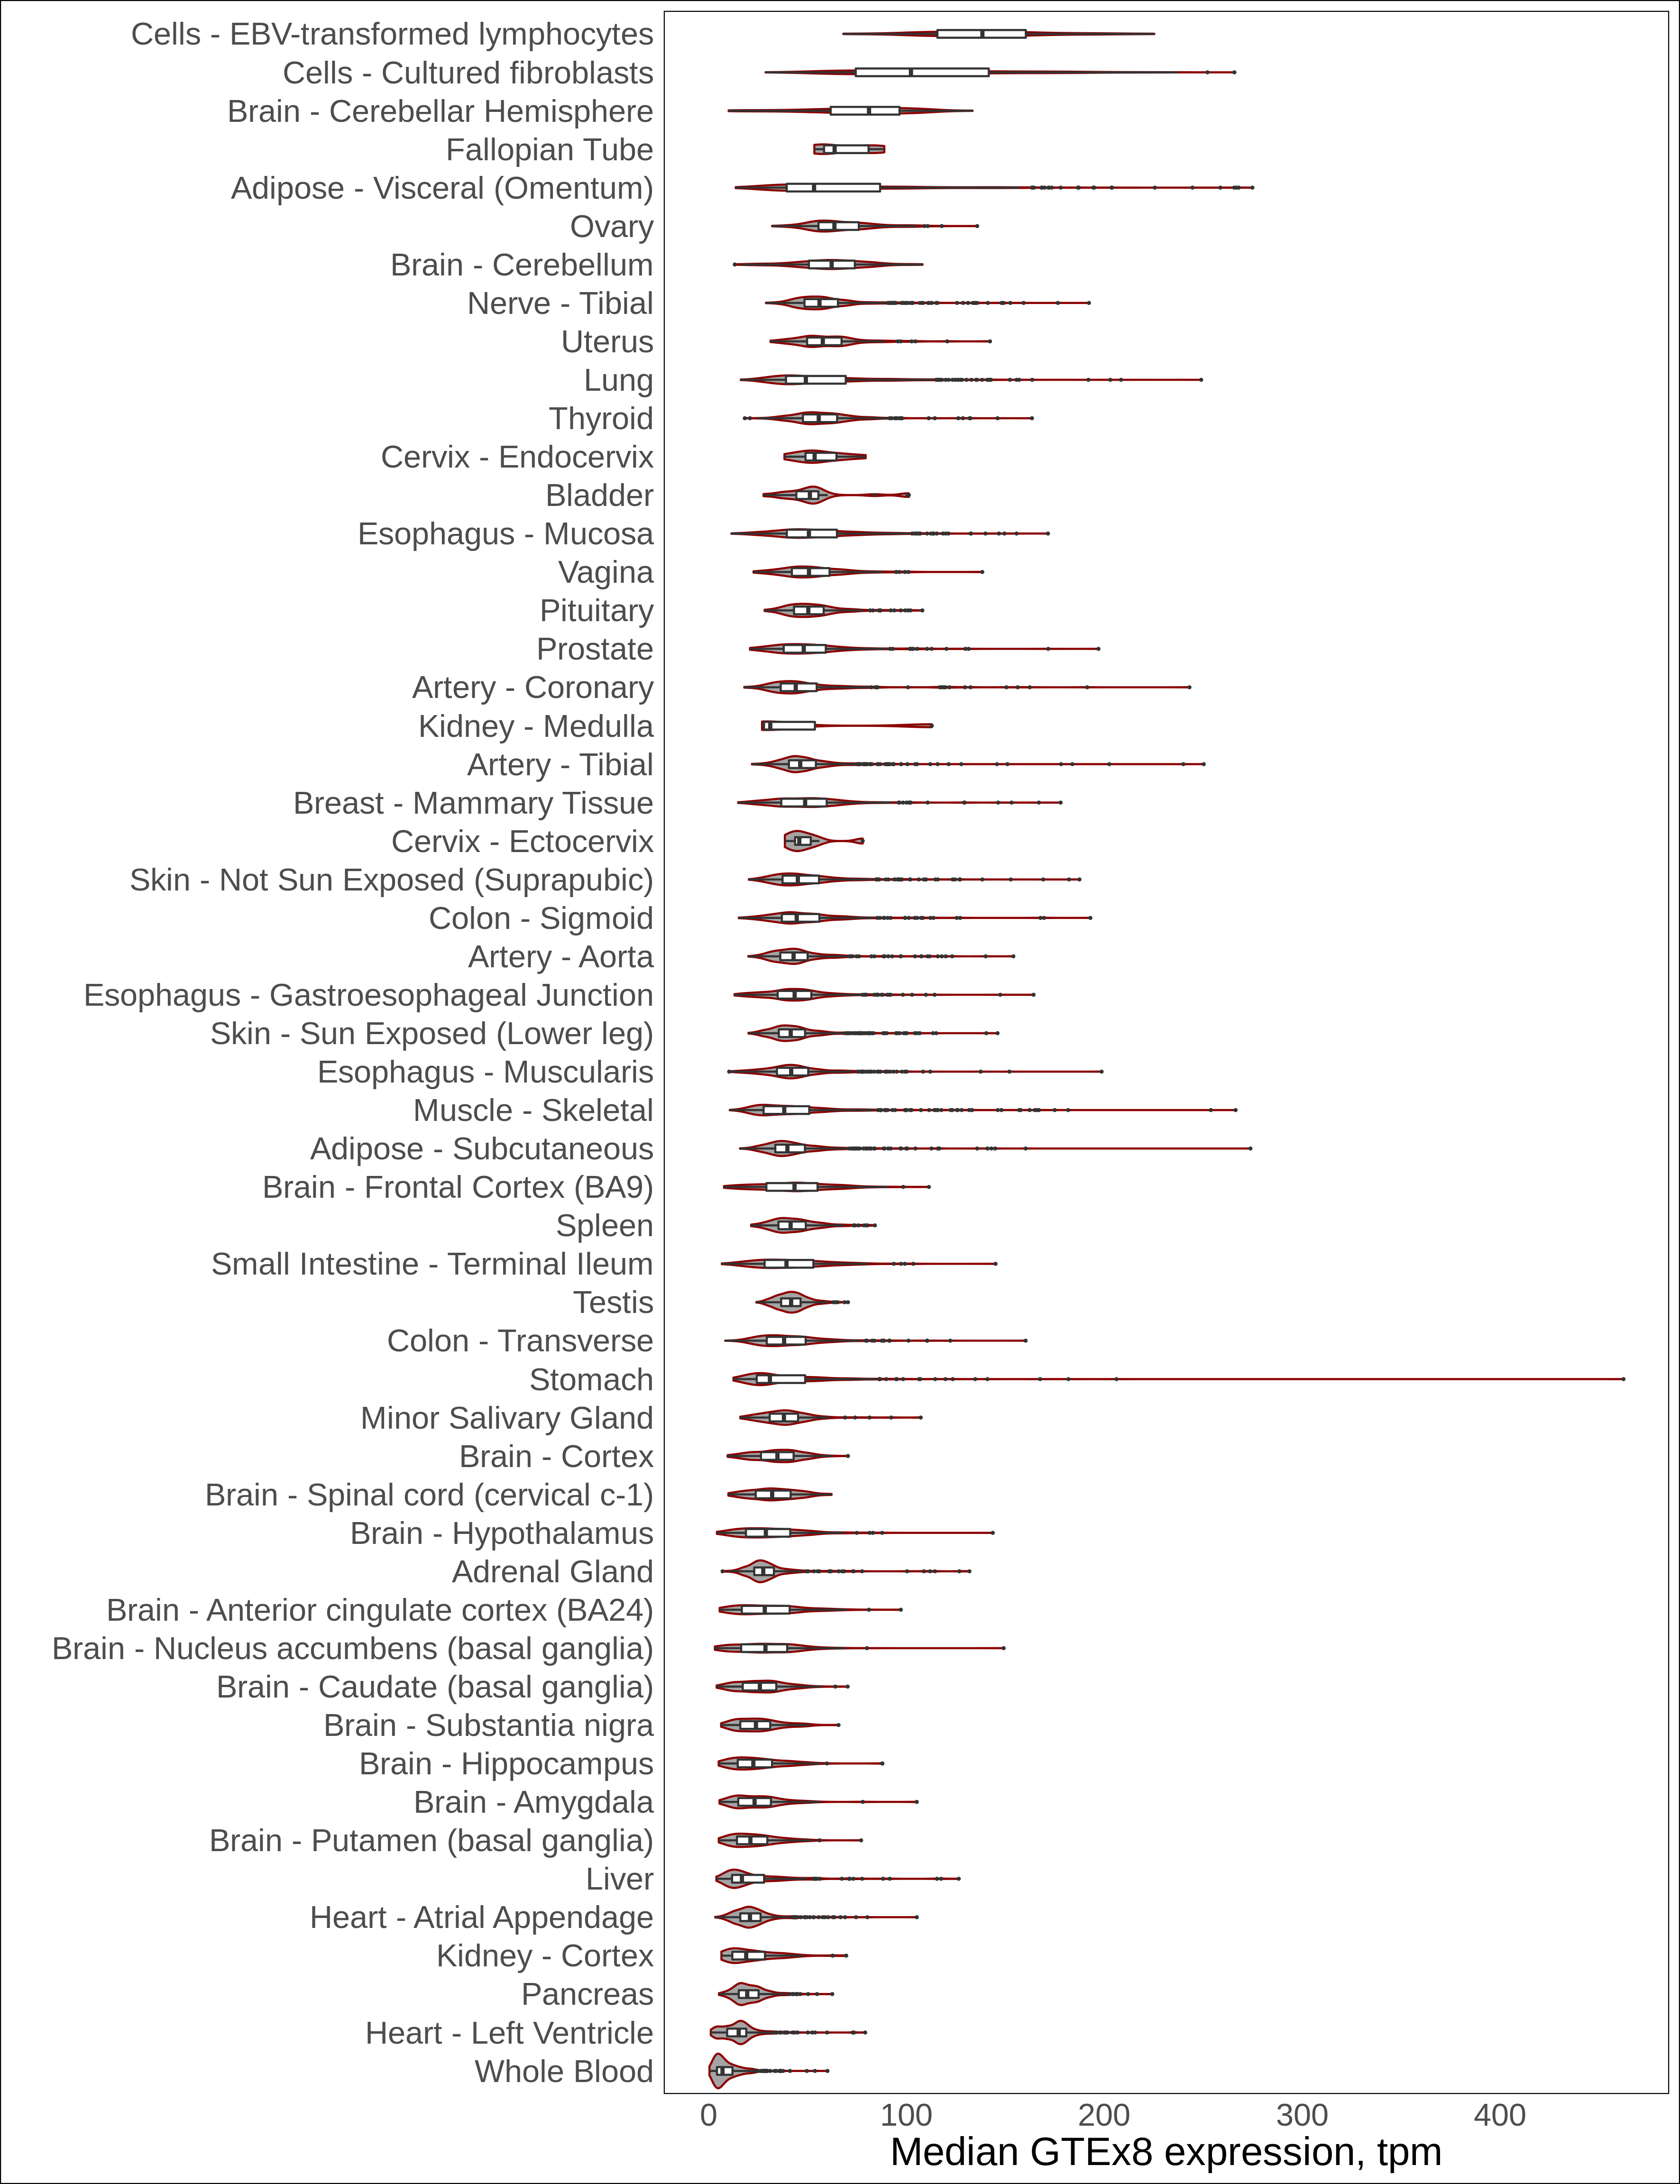 Cells - EBV-transformed lymphocytes
Cells - Cultured fibroblasts
Brain - Cerebellar Hemisphere
Fallopian Tube
Adipose - Visceral (Omentum)
Ovary
Brain - Cerebellum
Nerve - Tibial
Uterus
Lung
Thyroid
Cervix - Endocervix
Bladder
Esophagus - Mucosa
Vagina
Pituitary
Prostate
Artery - Coronary
Kidney - Medulla
Artery - Tibial
Breast - Mammary Tissue
Cervix - Ectocervix
Skin - Not Sun Exposed (Suprapubic)
Colon - Sigmoid
Artery - Aorta
Esophagus - Gastroesophageal Junction
Skin - Sun Exposed (Lower leg)
Esophagus - Muscularis
Muscle - Skeletal
Adipose - Subcutaneous
Brain - Frontal Cortex (BA9)
Spleen
Small Intestine - Terminal Ileum
Testis
Colon - Transverse
Stomach
Minor Salivary Gland
Brain - Cortex
Brain - Spinal cord (cervical c-1)
Brain - Hypothalamus
Adrenal Gland
Brain - Anterior cingulate cortex (BA24)
Brain - Nucleus accumbens (basal ganglia)
Brain - Caudate (basal ganglia)
Brain - Substantia nigra
Brain - Hippocampus
Brain - Amygdala
Brain - Putamen (basal ganglia)
Liver
Heart - Atrial Appendage
Kidney - Cortex
Pancreas
Heart - Left Ventricle
Whole Blood
0 100 200 300 400
Median GTEx8 expression, tpm